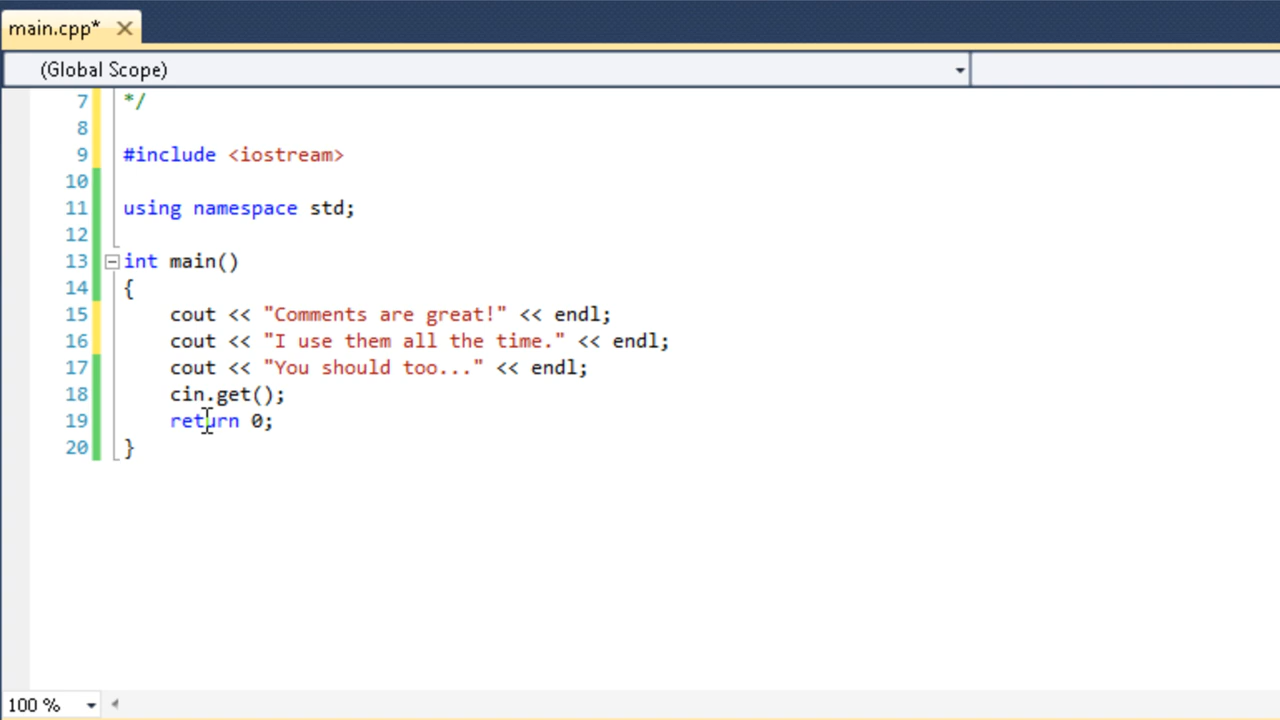 main.cpp*
(Global Scope)
7 */
8
9 #include <iostream>
10
11 using namespace std;
12
13 int main()
14 {
15 cout << "Comments are great!" << endl;
16 cout << "I use them all the time." << endl;
17 cout << "You should too..." << endl;
18 cin.get();
19 return 0;
20 }
100 %